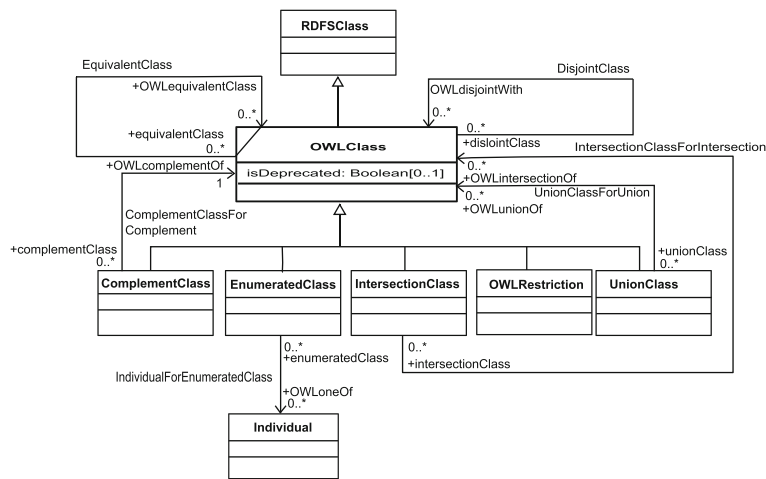 RDFSClass
EquivalentClass
+OWLequivalentClass
0..*
+equivalentClass
0..*
DisjointClass
OWLdisjointWith
0..*
0..*
+dislointClass
OWLClass
isDeprecated: Boolean[0..1]
IntersectionClassForIntersection
0..*
+OWLintersectionOf
+OWLcomplementOf
1
UnionClassForUnion
0..*
+OWLunionOf
ComplementClassFor
Complement
+complementClass
0..*
+unionClass
0..*
ComplementClass
EnumeratedClass
IntersectionClass
OWLRestriction
UnionClass
0..*
+enumeratedClass
0..*
+intersectionClass
IndividualForEnumeratedClass
+OWLoneOf
0..*
Individual